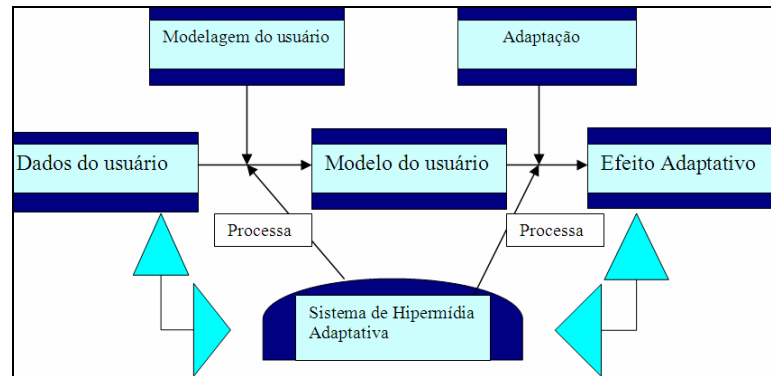 Modelagem do usuário
Adaptação
Dados do usuário
Modelo do usuário
Efeito Adaptativo
Processa
Processa
Sistema de Hipermídia
Adaptativa